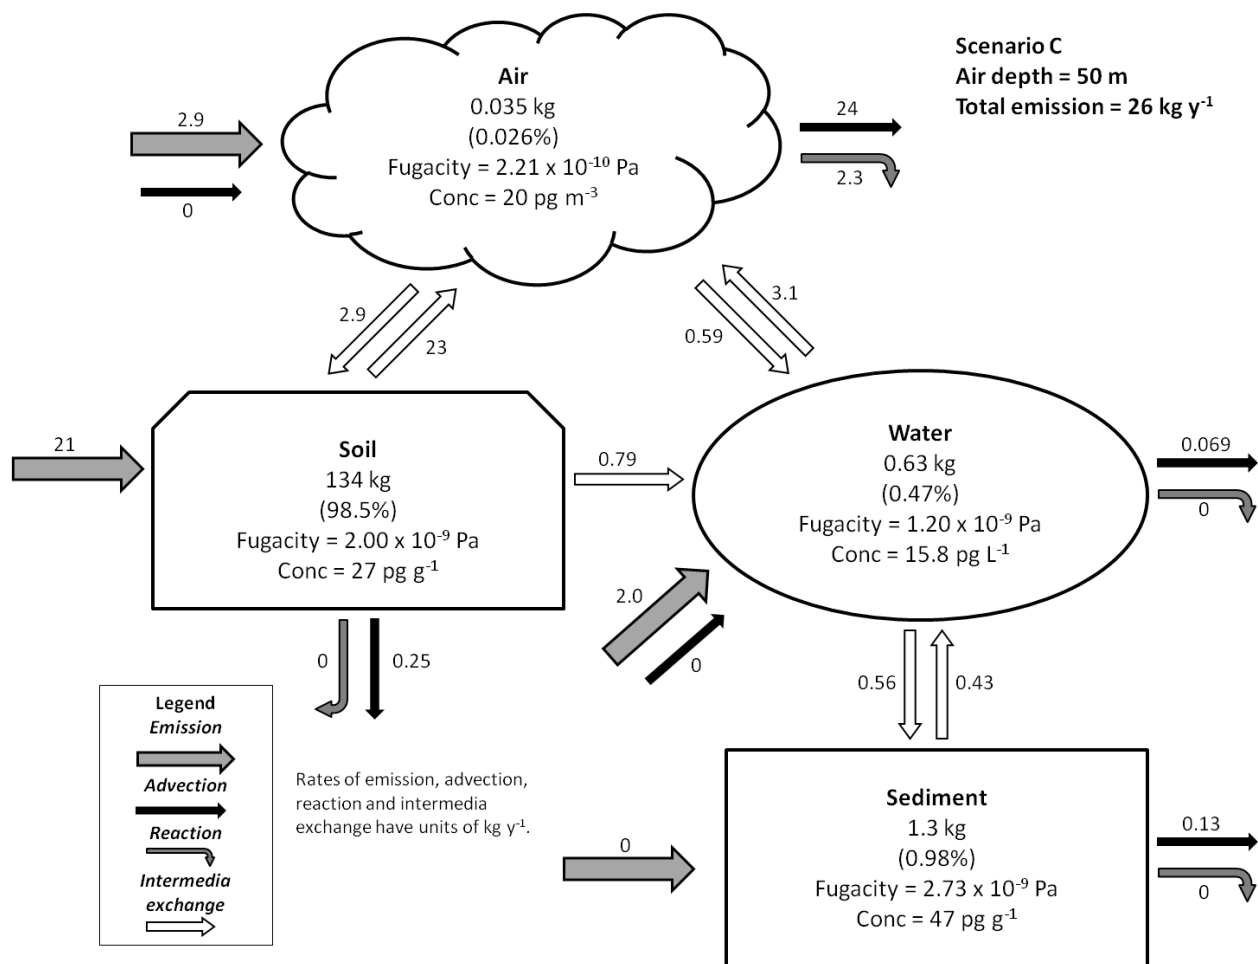 Scenario C
Air depth = 50 m
Total emission = 26 kg y⁻¹
Air
0.035 kg
(0.026%)
Fugacity = 2.21 x 10⁻¹⁰ Pa
Conc = 20 pg m⁻³
2.9
0
24
2.3
2.9
23
3.1
0.59
21
Soil
134 kg
(98.5%)
Fugacity = 2.00 x 10⁻⁹ Pa
Conc = 27 pg g⁻¹
0.79
Water
0.63 kg
(0.47%)
Fugacity = 1.20 x 10⁻⁹ Pa
Conc = 15.8 pg L⁻¹
0.069
0
2.0
0
0
0.25
0.56
0.43
Legend
Emission
Advection
Reaction
Intermedia
exchange
Rates of emission, advection,
reaction and intermedia
exchange have units of kg y⁻¹.
0
Sediment
1.3 kg
(0.98%)
Fugacity = 2.73 x 10⁻⁹ Pa
Conc = 47 pg g⁻¹
0.13
0